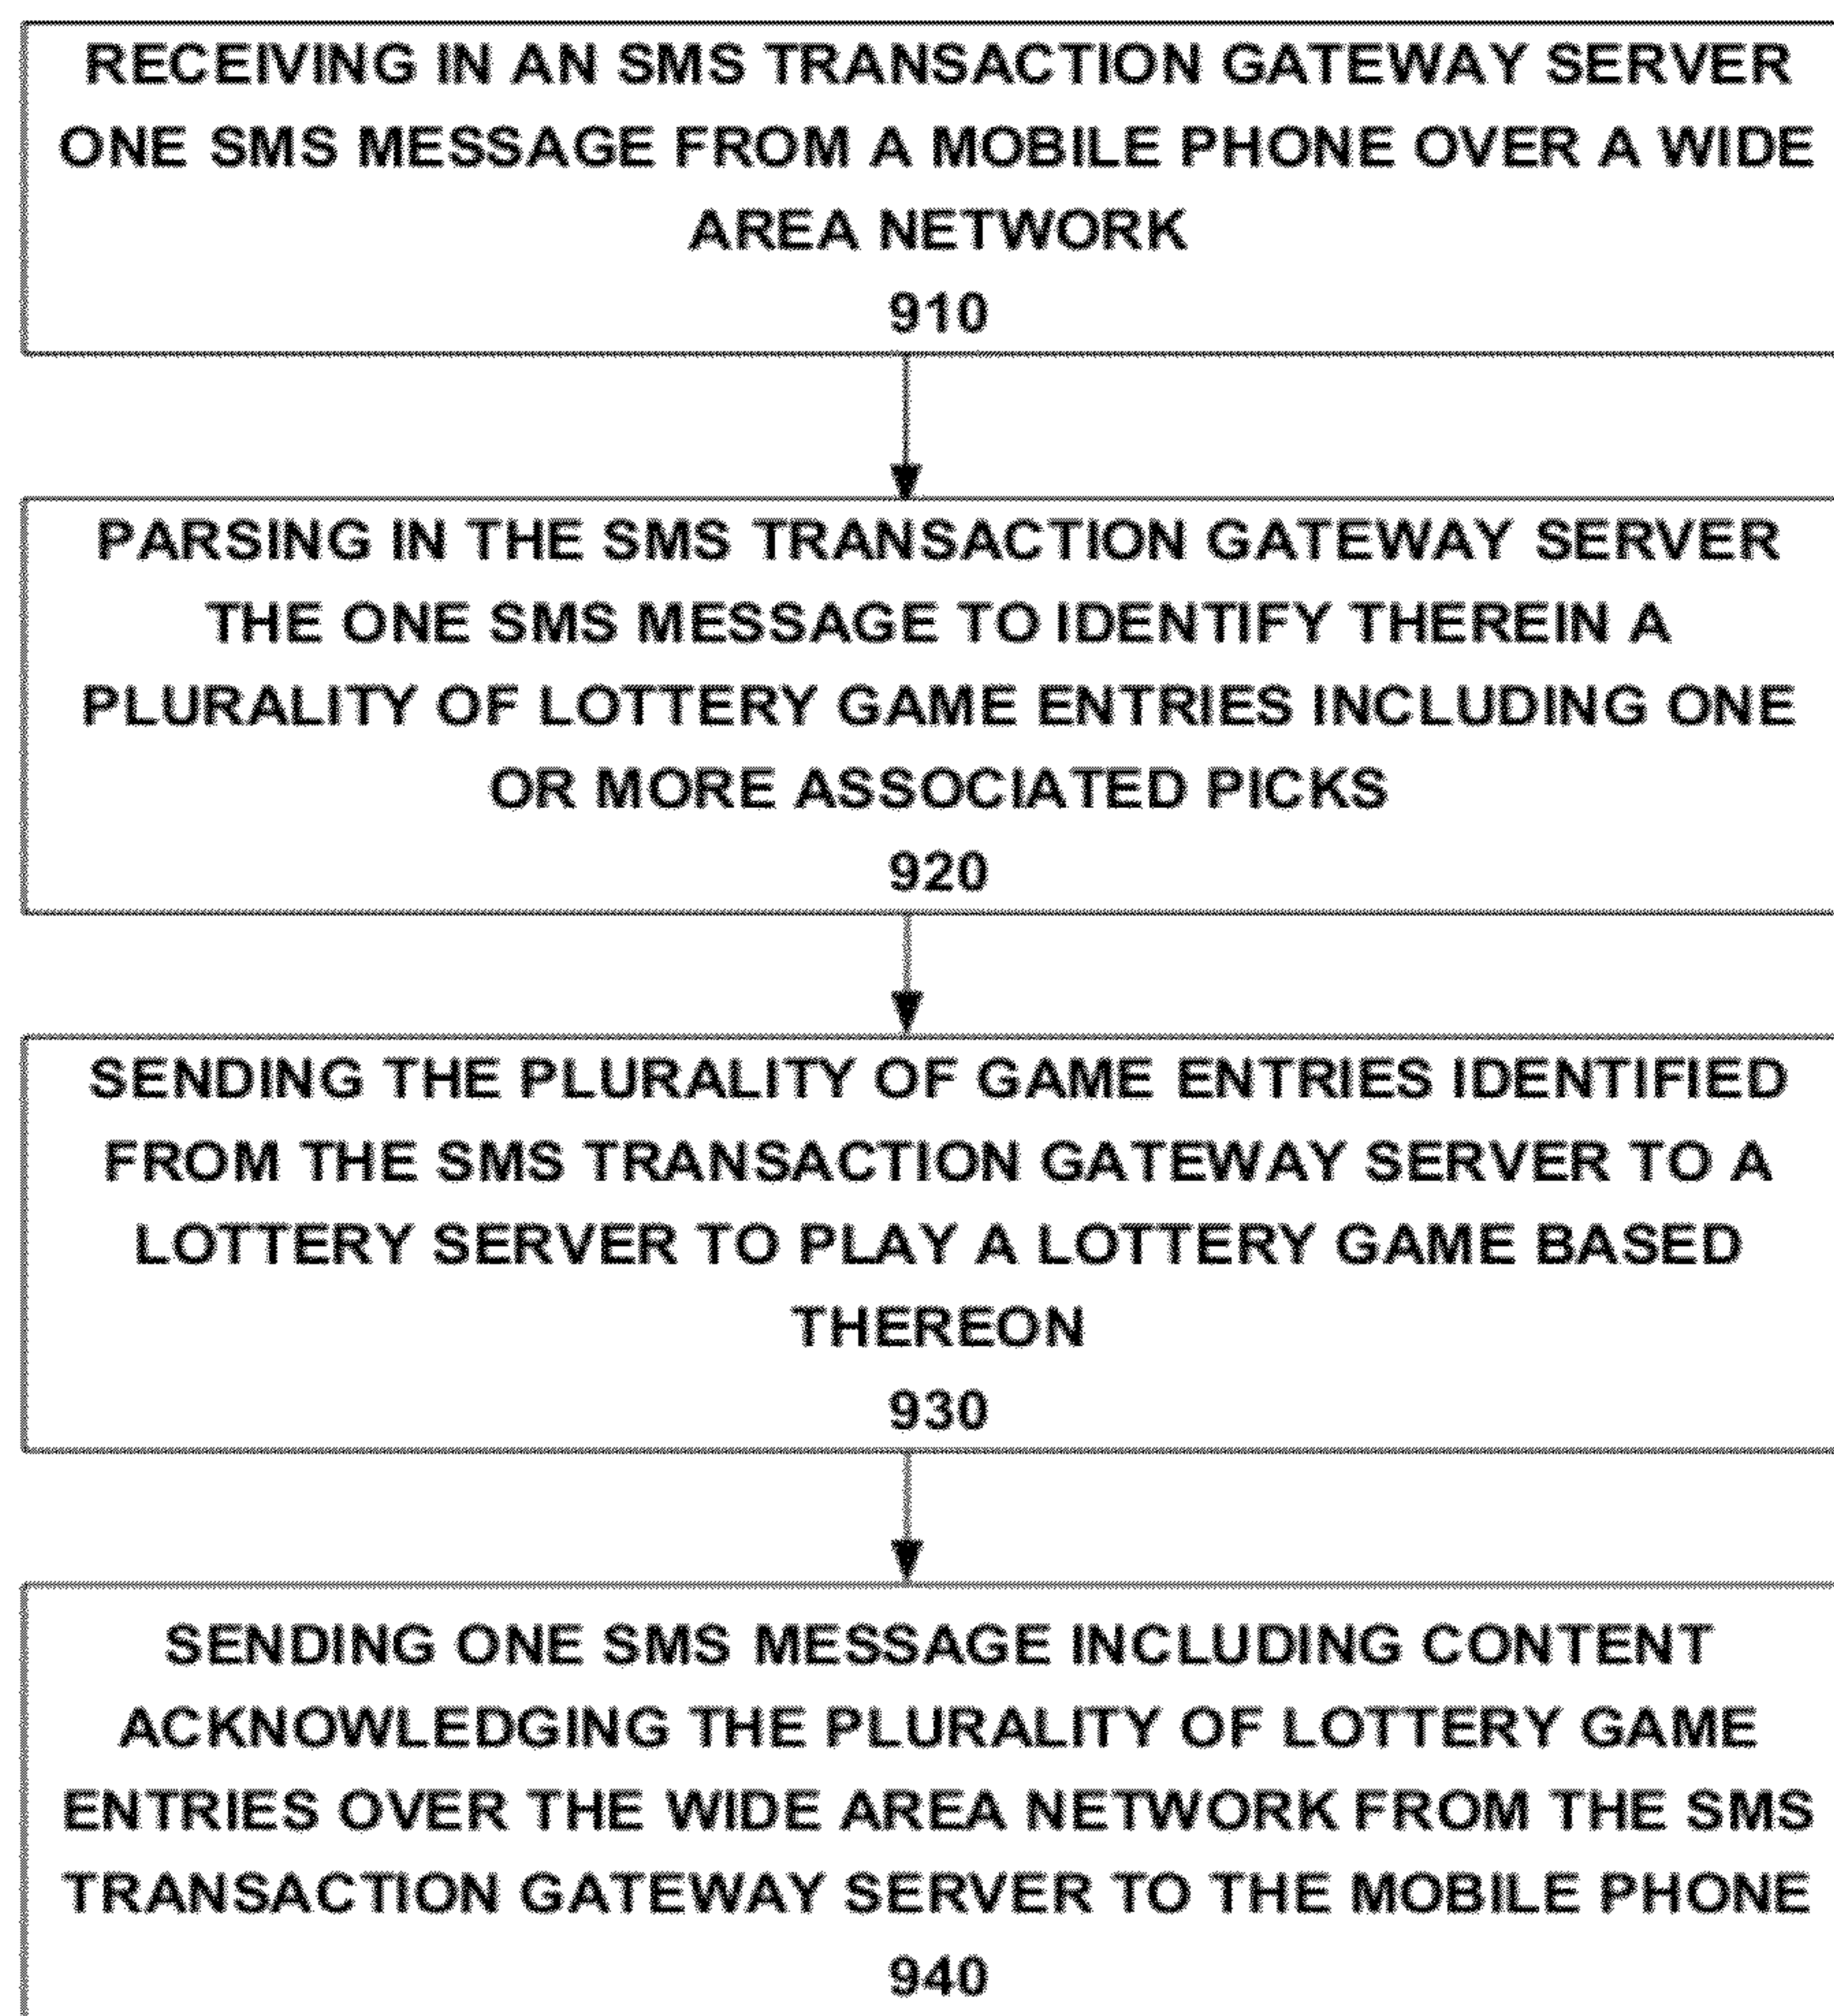 RECEIVING IN AN SMS TRANSACTION GATEWAY SERVER
ONE SMS MESSAGE FROM A MOBILE PHONE OVER A WIDE
AREA NETWORK
910
PARSING IN THE SMS TRANSACTION GATEWAY SERVER
THE ONE SMS MESSAGE TO IDENTIFY THEREIN A
PLURALITY OF LOTTERY GAME ENTRIES INCLUDING ONE
OR MORE ASSOCIATED PICKS
920
SENDING THE PLURALITY OF GAME ENTRIES IDENTIFIED
FROM THE SMS TRANSACTION GATEWAY SERVER TO A
LOTTERY SERVER TO PLAY A LOTTERY GAME BASED
THEREON
930
SENDING ONE SMS MESSAGE INCLUDING CONTENT
ACKNOWLEDGING THE PLURALITY OF LOTTERY GAME
ENTRIES OVER THE WIDE AREA NETWORK FROM THE SMS
TRANSACTION GATEWAY SERVER TO THE MOBILE PHONE
940